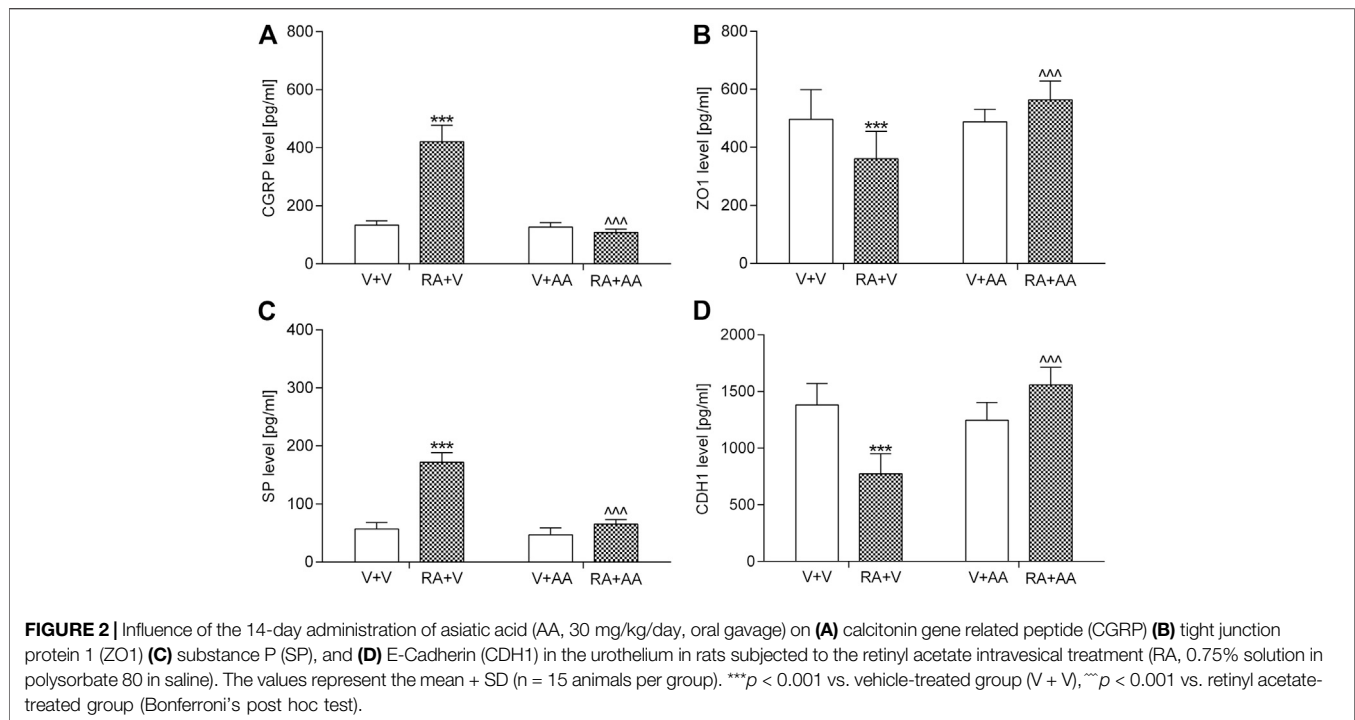 A
800
600
400
200
0
CGRP level [pg/ml]
***
^^^
V+V RA+V V+AA RA+AA
B
800
600
400
200
0
ZO1 level [pg/ml]
***
^^^
V+V RA+V V+AA RA+AA
C
400
300
200
100
0
SP level [pg/ml]
***
^^^
V+V RA+V V+AA RA+AA
D
2000
1500
1000
500
0
CDH1 level [pg/ml]
***
^^^
V+V RA+V V+AA RA+AA
FIGURE 2 | Influence of the 14-day administration of asiatic acid (AA, 30 mg/kg/day, oral gavage) on (A) calcitonin gene related peptide (CGRP) (B) tight junction
protein 1 (ZO1) (C) substance P (SP), and (D) E-Cadherin (CDH1) in the urothelium in rats subjected to the retinyl acetate intravesical treatment (RA, 0.75% solution in
polysorbate 80 in saline). The values represent the mean + SD (n = 15 animals per group). ***p < 0.001 vs. vehicle-treated group (V + V), ^^^p < 0.001 vs. retinyl acetate-
treated group (Bonferroni's post hoc test).